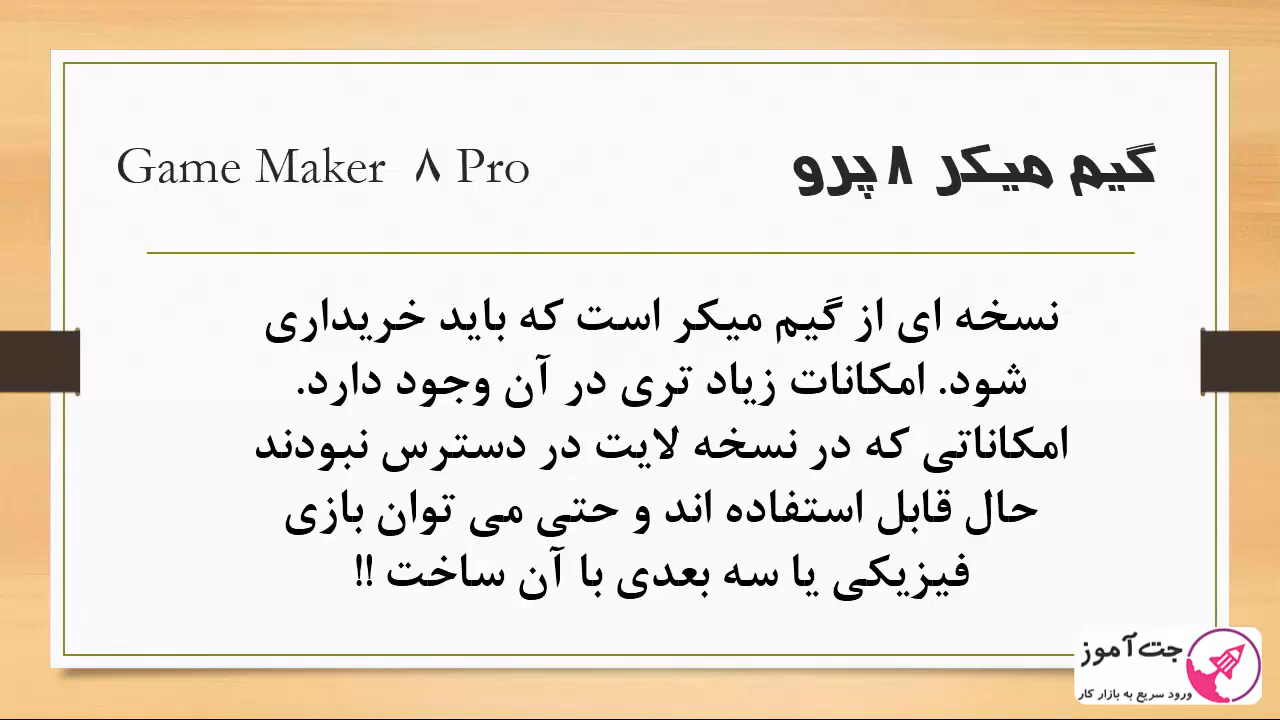 گیم میکر ۸ پرو
Game Maker ۸ Pro
نسخه ای از گیم میکر است که باید خریداری
شود. امکانات زیاد تری در آن وجود دارد.
امکاناتی که در نسخه لایت در دسترس نبودند
حال قابل استفاده اند و حتی می توان بازی
فیزیکی یا سه بعدی با آن ساخت !!
جت آموز
ورود سریع به بازار کار